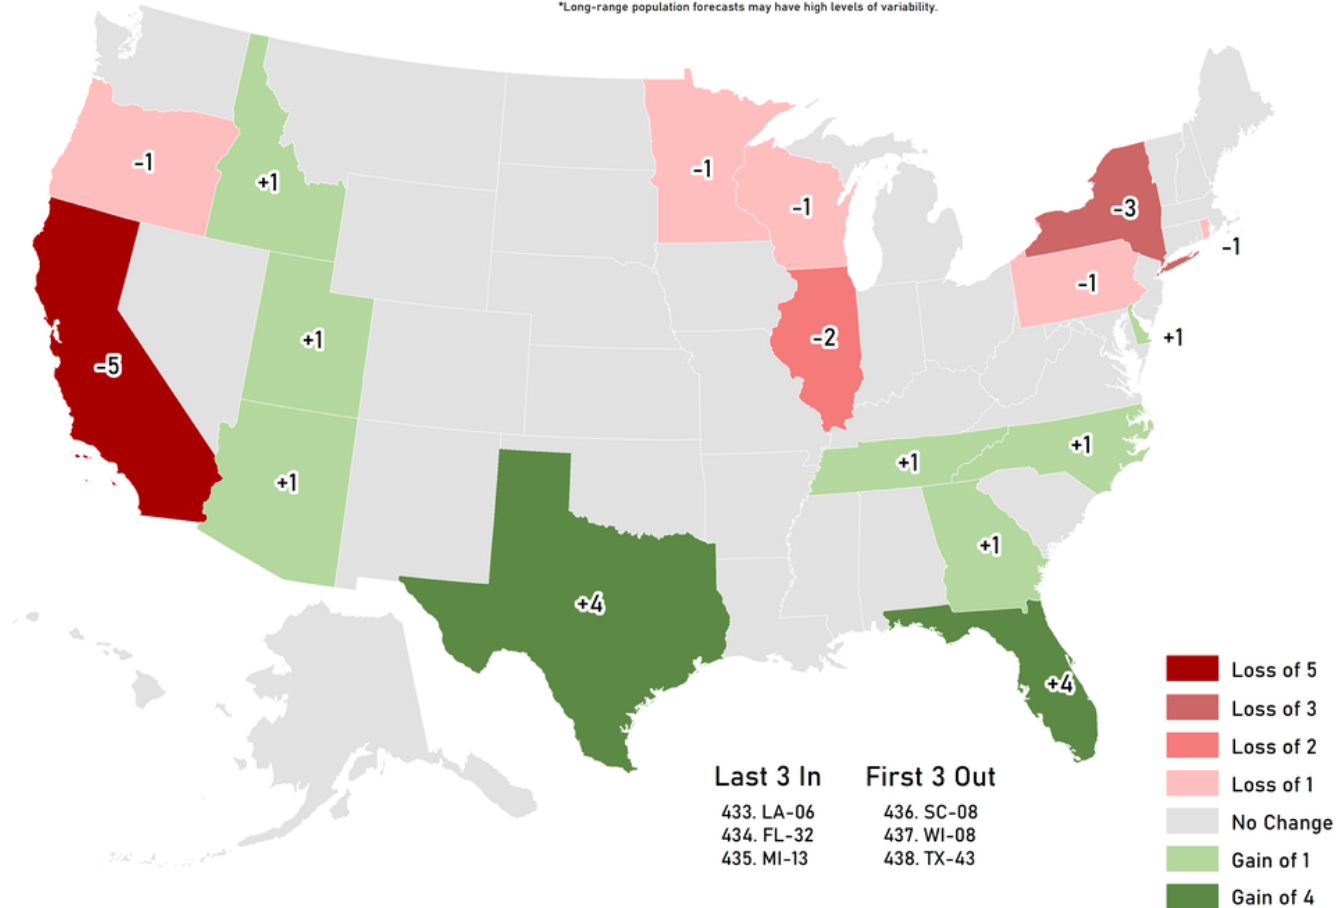 *Long-range population forecasts may have high levels of variability.
-1
+1
-1
-1
-3
-1
-1
+1
-5
+1
-2
+1
+1
+1
+1
+4
+4
Last 3 In
433. LA-06
434. FL-32
435. MI-13
First 3 Out
436. SC-08
437. WI-08
438. TX-43
Loss of 5
Loss of 3
Loss of 2
Loss of 1
No Change
Gain of 1
Gain of 4